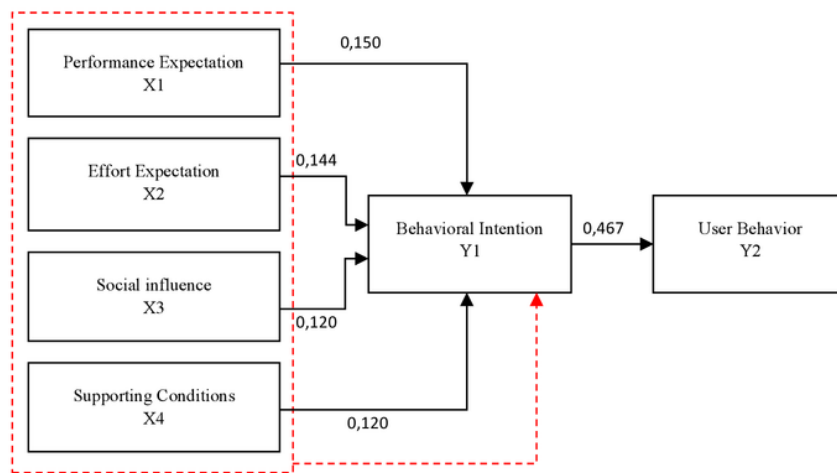 0,150
Performance Expectation
X1
0,144
Effort Expectation
X2
Behavioral Intention
Y1
0,467
User Behavior
Y2
Social influence
X3
0,120
Supporting Conditions
X4
0,120